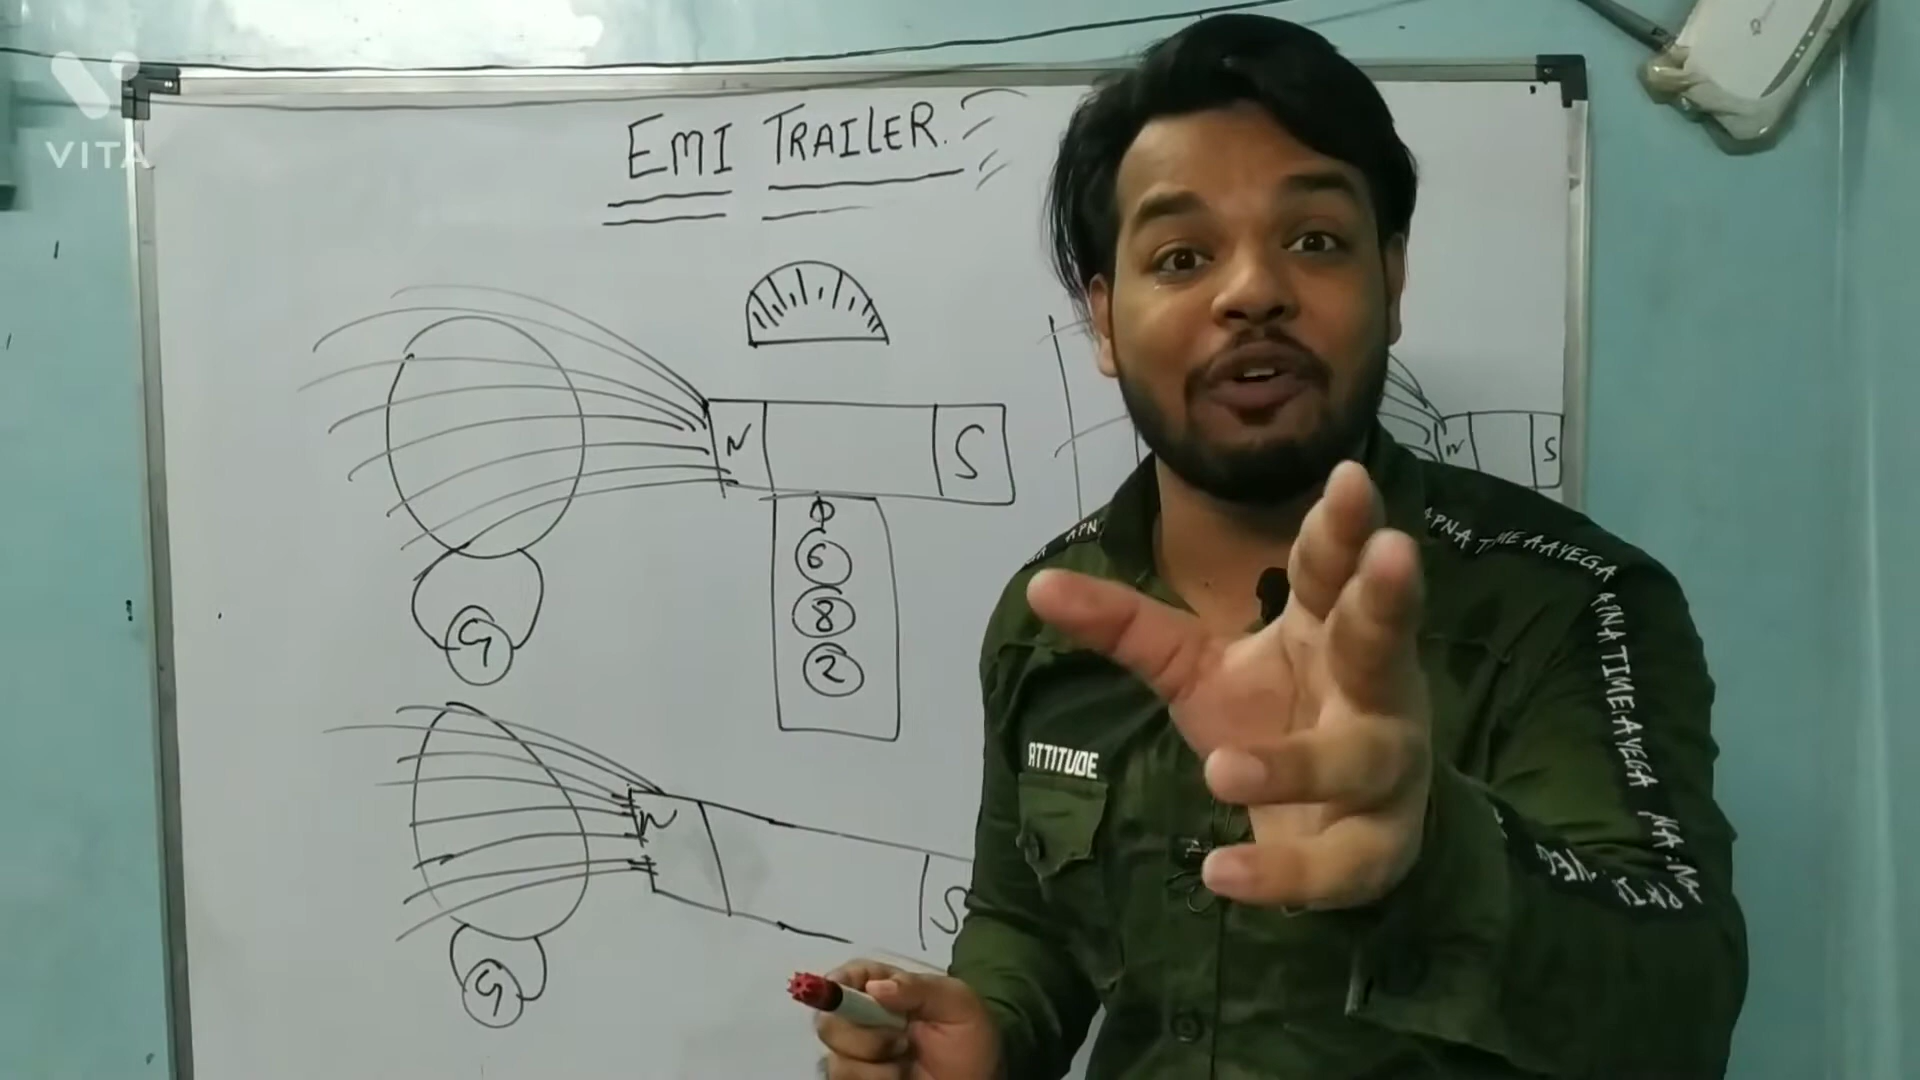 VITA
EMI TRAILER.
N
S
N
S
ϕ
6
8
2
G
N
S
G
ATTITUDE
APNA TIME AAYEGA
APNA TIME AAYEGA